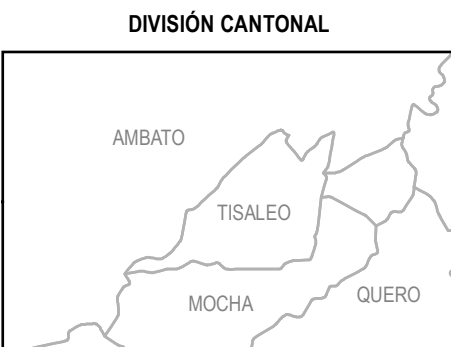 DIVISIÓN CANTONAL
AMBATO
TISALEO
MOCHA
QUERO